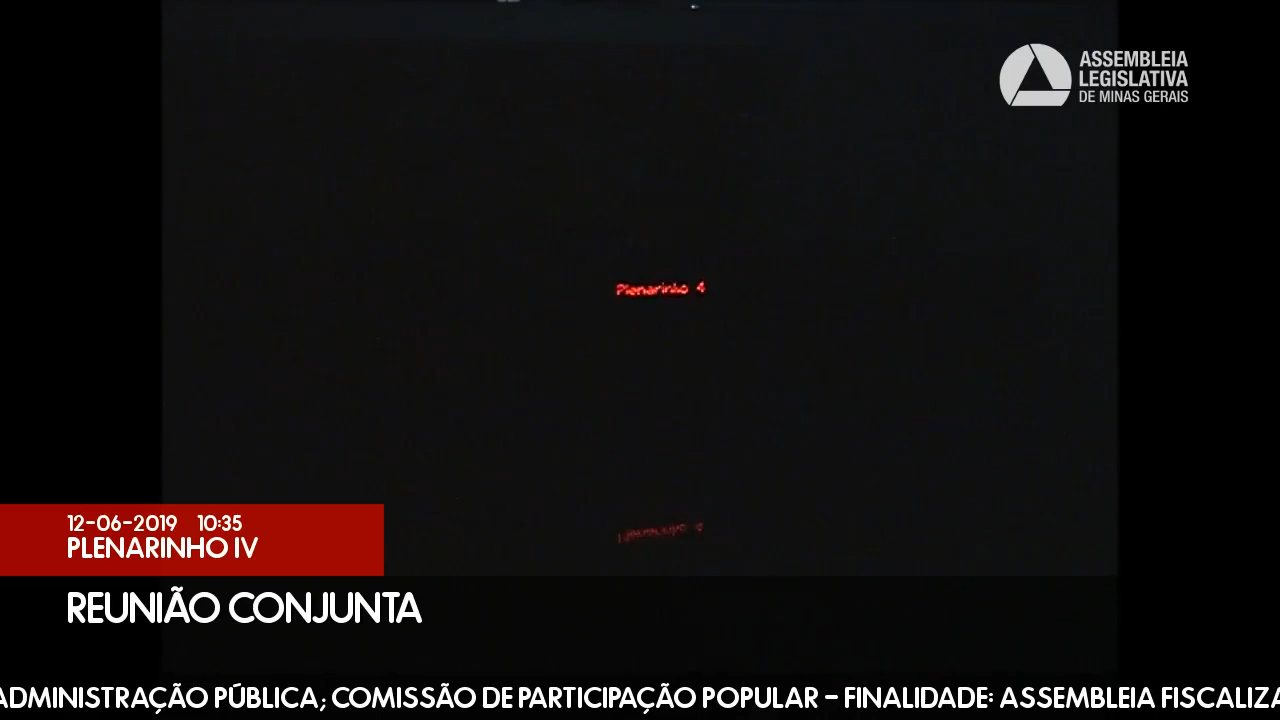 ASSEMBLEIA
LEGISLATIVA
DE MINAS GERAIS
Plenarinho 4
12-06-2019 10:35
PLENARINHO IV
REUNIÃO CONJUNTA
ADMINISTRAÇÃO PÚBLICA; COMISSÃO DE PARTICIPAÇÃO POPULAR - FINALIDADE: ASSEMBLEIA FISCALIZA